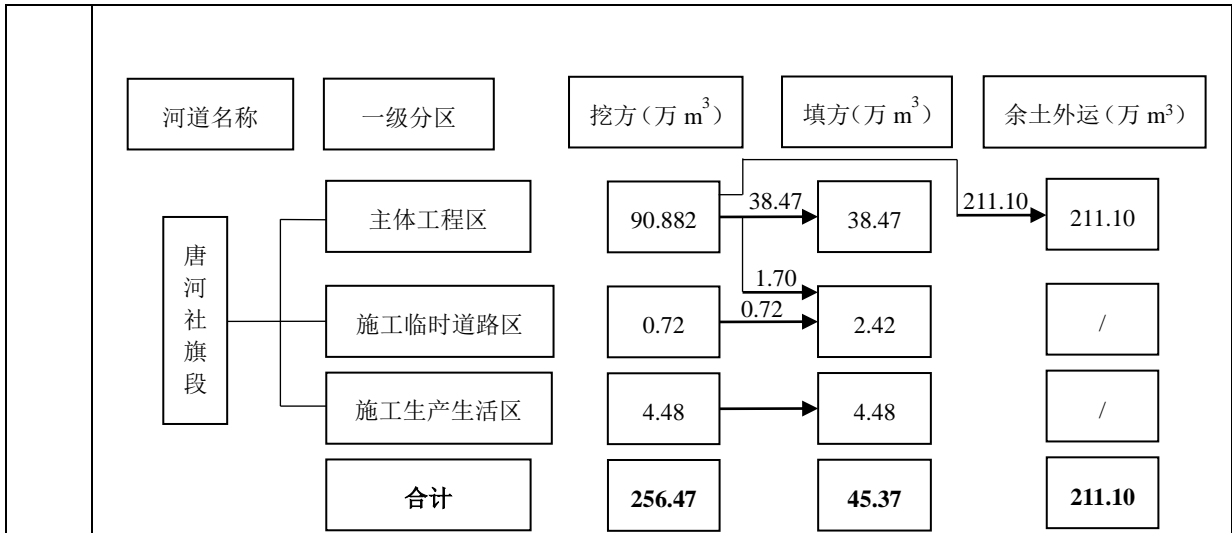 河道名称 一级分区 挖方（万 m³） 填方（万 m³） 余土外运（万 m³）
唐河社旗段
主体工程区 90.882 38.47 38.47 211.10 211.10
1.70
施工临时道路区 0.72 0.72 2.42 /
施工生产生活区 4.48 4.48 /
合计 256.47 45.37 211.10